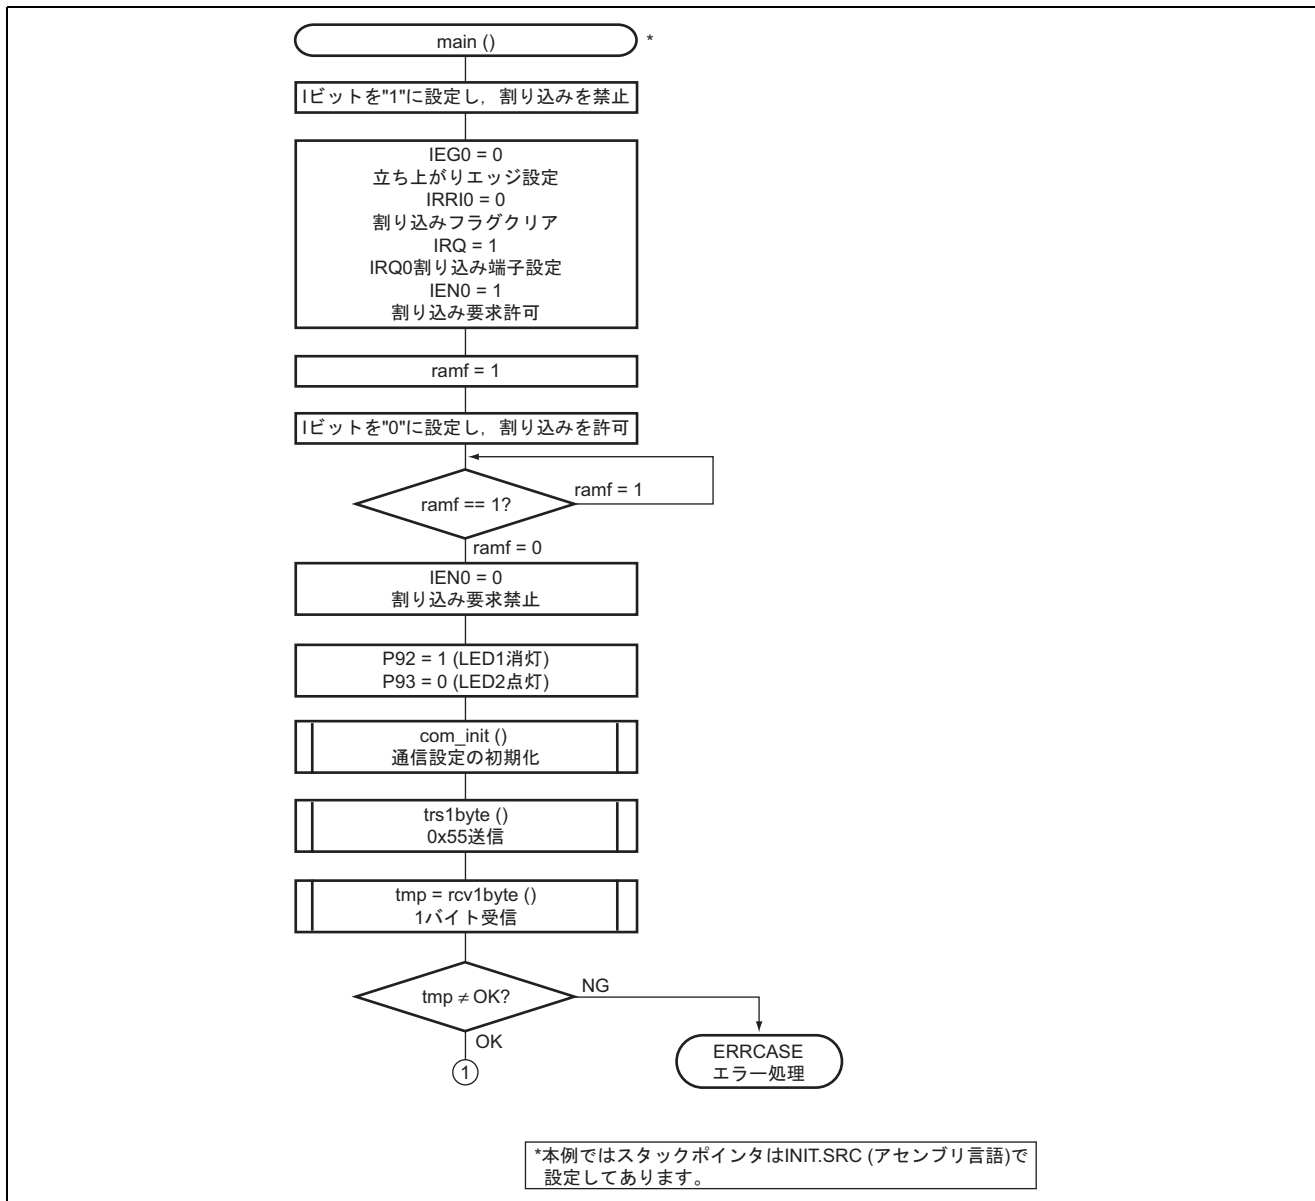 main ()
*
Iビットを"1"に設定し，割り込みを禁止
IEG0 = 0
立ち上がりエッジ設定
IRRI0 = 0
割り込みフラグクリア
IRQ = 1
IRQ0割り込み端子設定
IEN0 = 1
割り込み要求許可
ramf = 1
Iビットを"0"に設定し，割り込みを許可
ramf == 1?
ramf = 1
ramf = 0
IEN0 = 0
割り込み要求禁止
P92 = 1 (LED1消灯)
P93 = 0 (LED2点灯)
com_init ()
通信設定の初期化
trs1byte ()
0x55送信
tmp = rcv1byte ()
1バイト受信
tmp ≠ OK?
NG
OK
1
ERRCASE
エラー処理
*本例ではスタックポインタはINIT.SRC (アセンブリ言語)で
設定してあります。